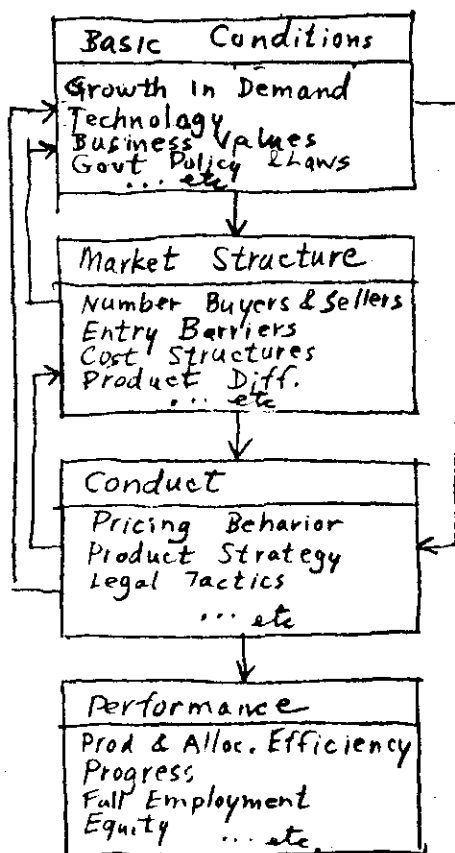 Basic Conditions
Growth In Demand
Technology
Business Values
Govt Policy & Laws
... etc
Market Structure
Number Buyers & Sellers
Entry Barriers
Cost Structures
Product Diff.
... etc
Conduct
Pricing Behavior
Product Strategy
Legal Tactics
... etc
Performance
Prod & Alloc. Efficiency
Progress
Full Employment
Equity ... etc.